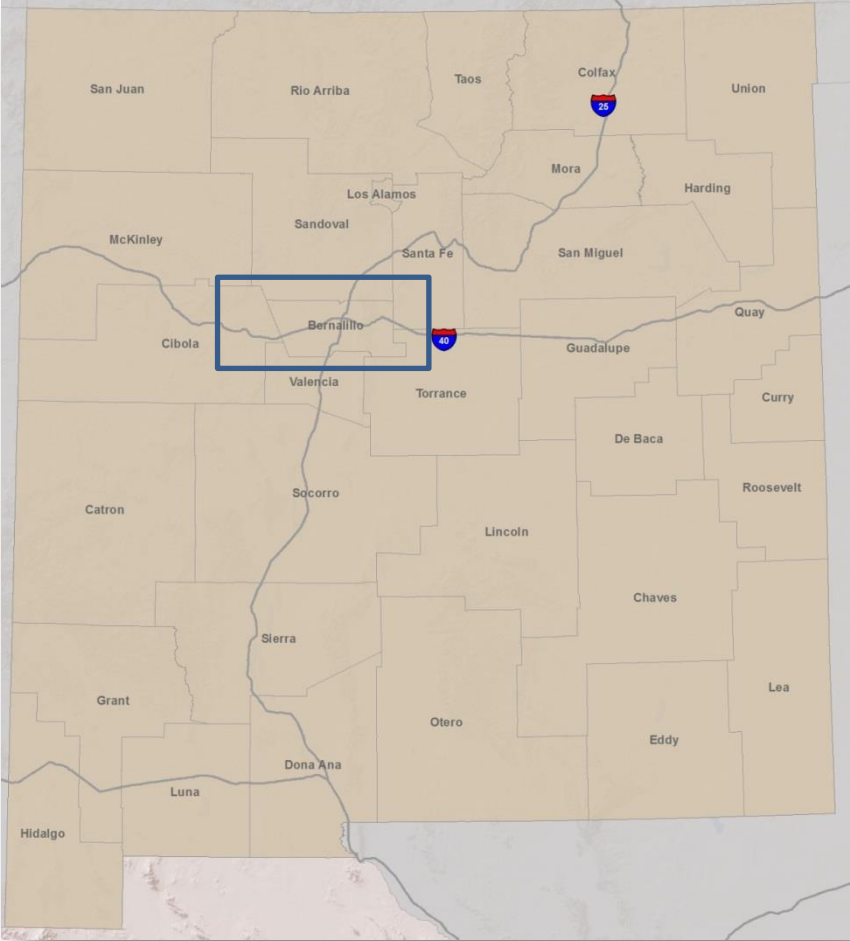 San Juan
Rio Arriba
Taos
Colfax
25
Union
Mora
Harding
Los Alamos
Sandoval
McKinley
Santa Fe
San Miguel
Quay
Bernalillo
Cibola
40
Guadalupe
Valencia
Torrance
Curry
De Baca
Roosevelt
Socorro
Catron
Lincoln
Chaves
Sierra
Lea
Grant
Otero
Eddy
Dona Ana
Luna
Hidalgo